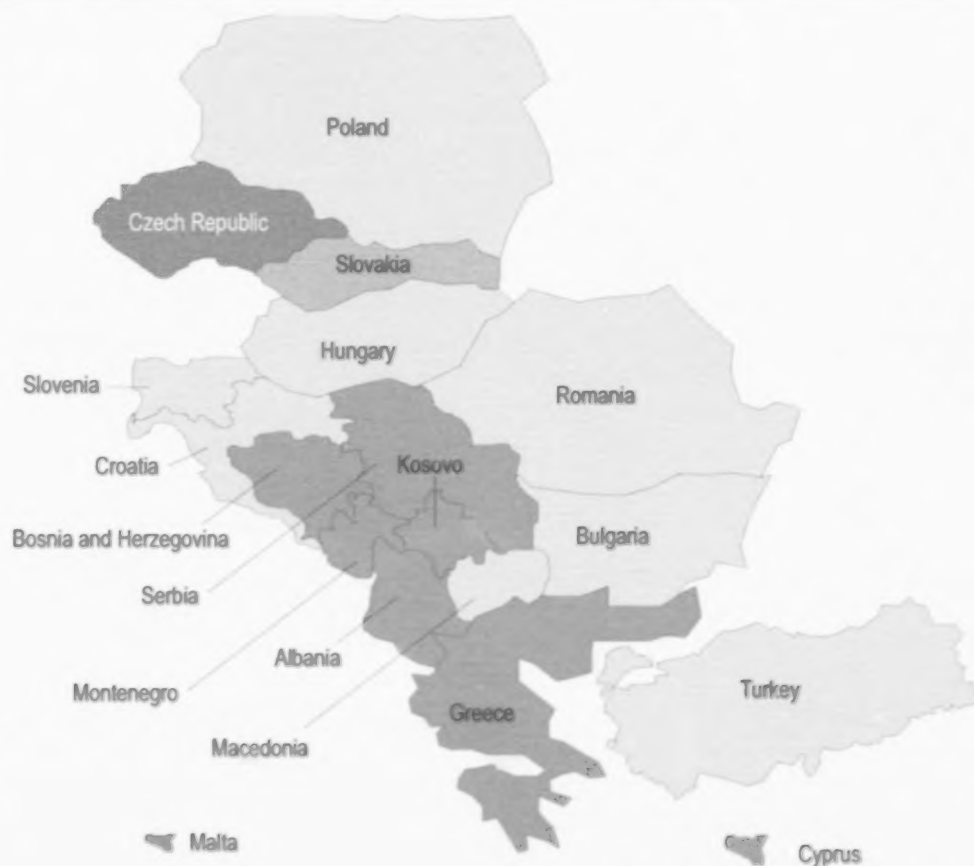 Poland
Czech Republic
Slovakia
Hungary
Slovenia
Romania
Croatia
Kosovo
Bosnia and Herzegovina
Bulgaria
Serbia
Albania
Montenegro
Turkey
Greece
Macedonia
Malta
Cyprus